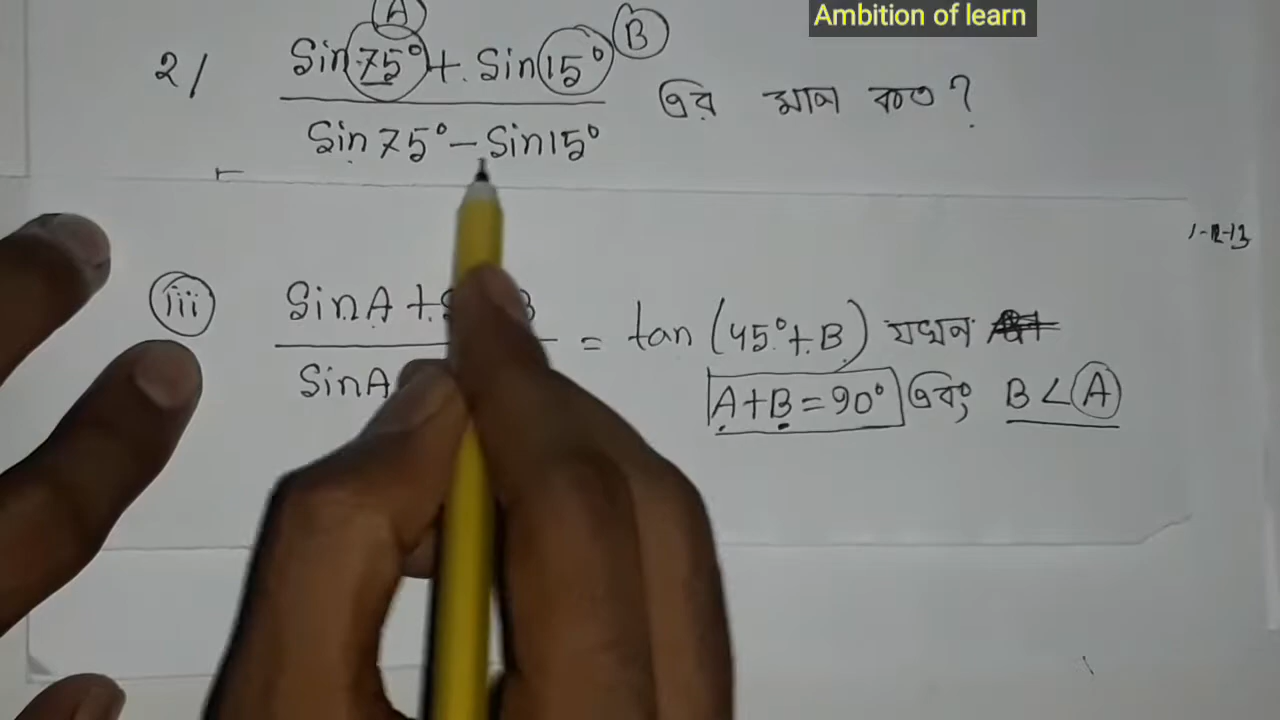 Ambition of learn
A
B
2/ Sin 75° + Sin 15°
Sin 75° - Sin 15°
এর মান কত ?
1-12-13
iii SinA +
SinA
= tan (45°+B) যখন
A+B = 90° এবং B < A